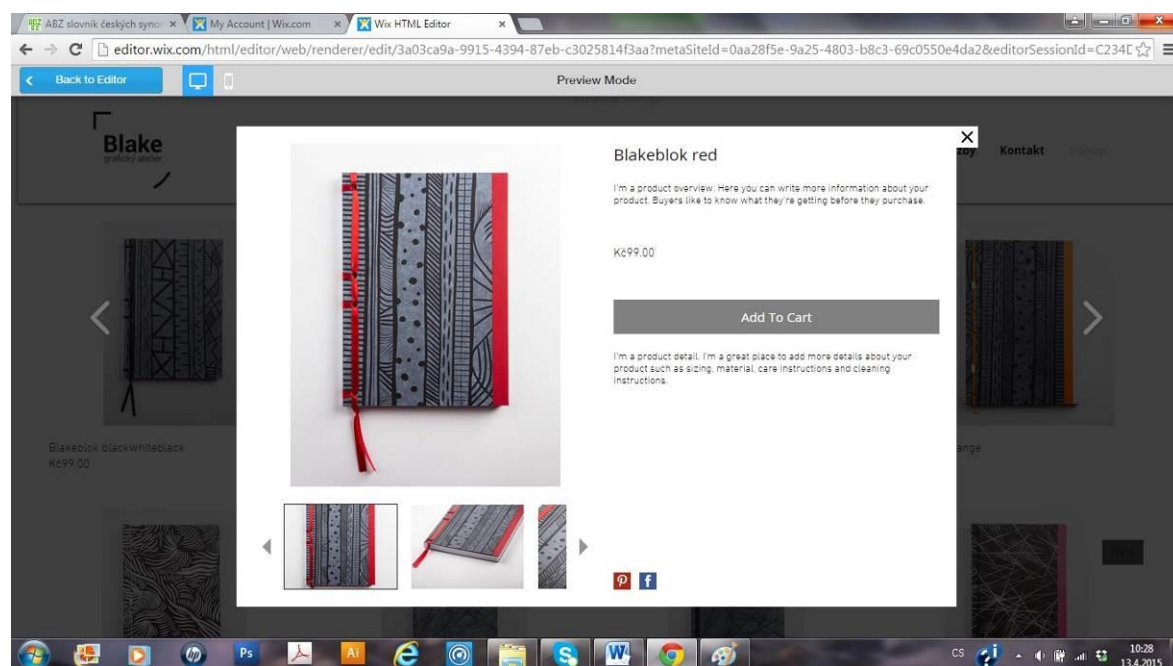 ABZ slovník českých syno
My Account | Wix.com
Wix HTML Editor
editor.wix.com/html/editor/web/renderer/edit/3a03ca9a-9915-4394-87eb-c3025814f3aa?metaSiteId=0aa28f5e-9a25-4803-b8c3-69c0550e4da2&editorSessionId=C234E
Back to Editor
Preview Mode
Blake
grafický ateliér
žby Kontakt E-Shop
Blakeblok red
I'm a product overview. Here you can write more information about your
product. Buyers like to know what they're getting before they purchase.
Kč99.00
Add To Cart
I'm a product detail. I'm a great place to add more details about your
product such as sizing, material, care instructions and cleaning
instructions.
Blakeblok blackwhiteblack
Kč99.00
ange
Ps
Ai
W
CS
10:28
13.4.2015